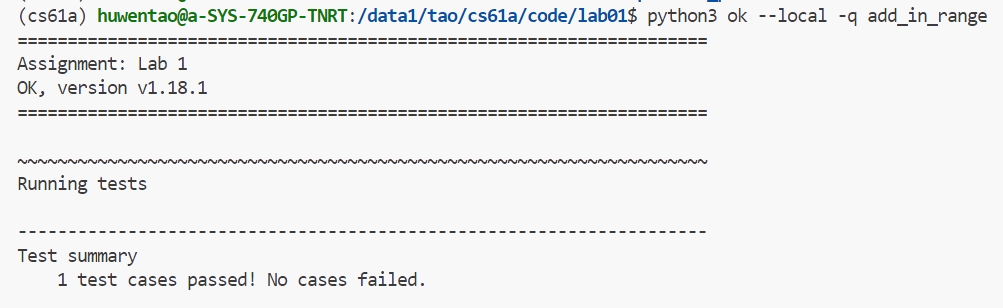 (cs61a) huwentao@a-SYS-740GP-TNRT:/data1/tao/cs61a/code/lab01$ python3 ok --local -q add_in_range
=====================================================================
Assignment: Lab 1
OK, version v1.18.1
=====================================================================
~~~~~~~~~~~~~~~~~~~~~~~~~~~~~~~~~~~~~~~~~~~~~~~~~~~~~~~~~~~~~~~~~~~~~
Running tests
---------------------------------------------------------------------
Test summary
    1 test cases passed! No cases failed.